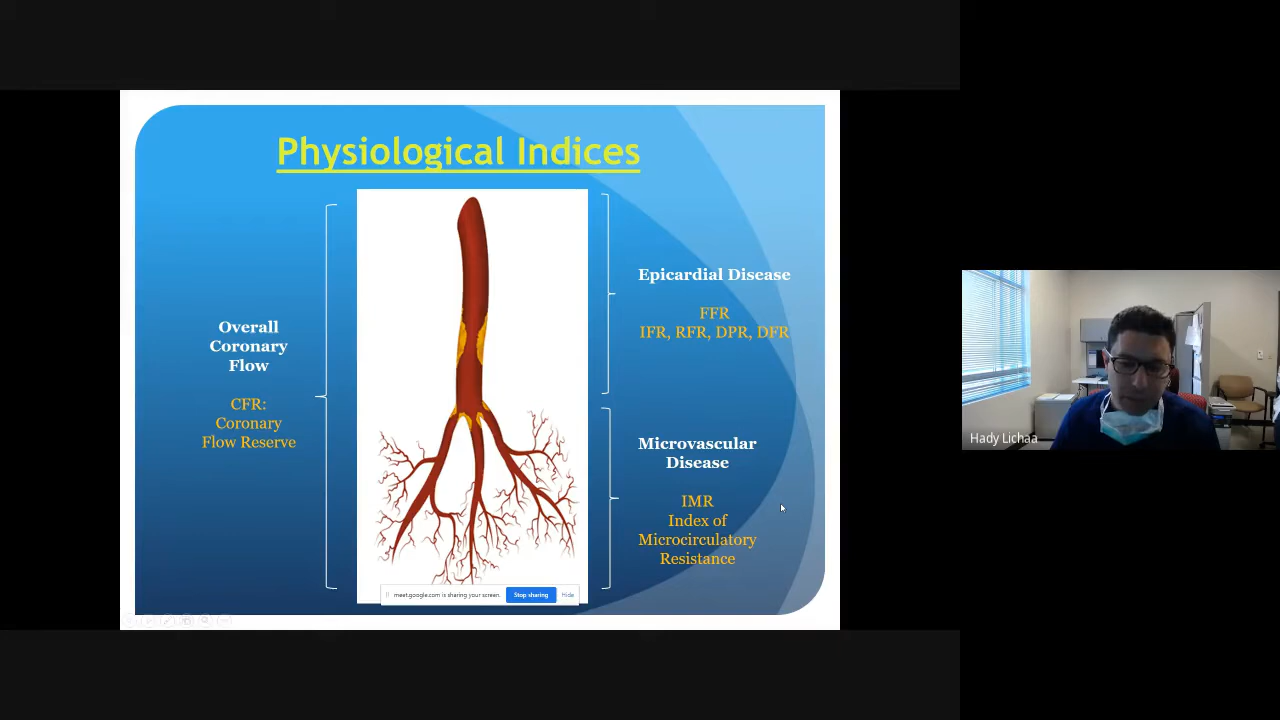 Physiological Indices
Overall
Coronary
Flow
CFR:
Coronary
Flow Reserve
Epicardial Disease
FFR
IFR, RFR, DPR, DFR
Microvascular
Disease
IMR
Index of
Microcirculatory
Resistance
meet.google.com is sharing your screen.
Stop sharing
Hide
Hady Lichaa